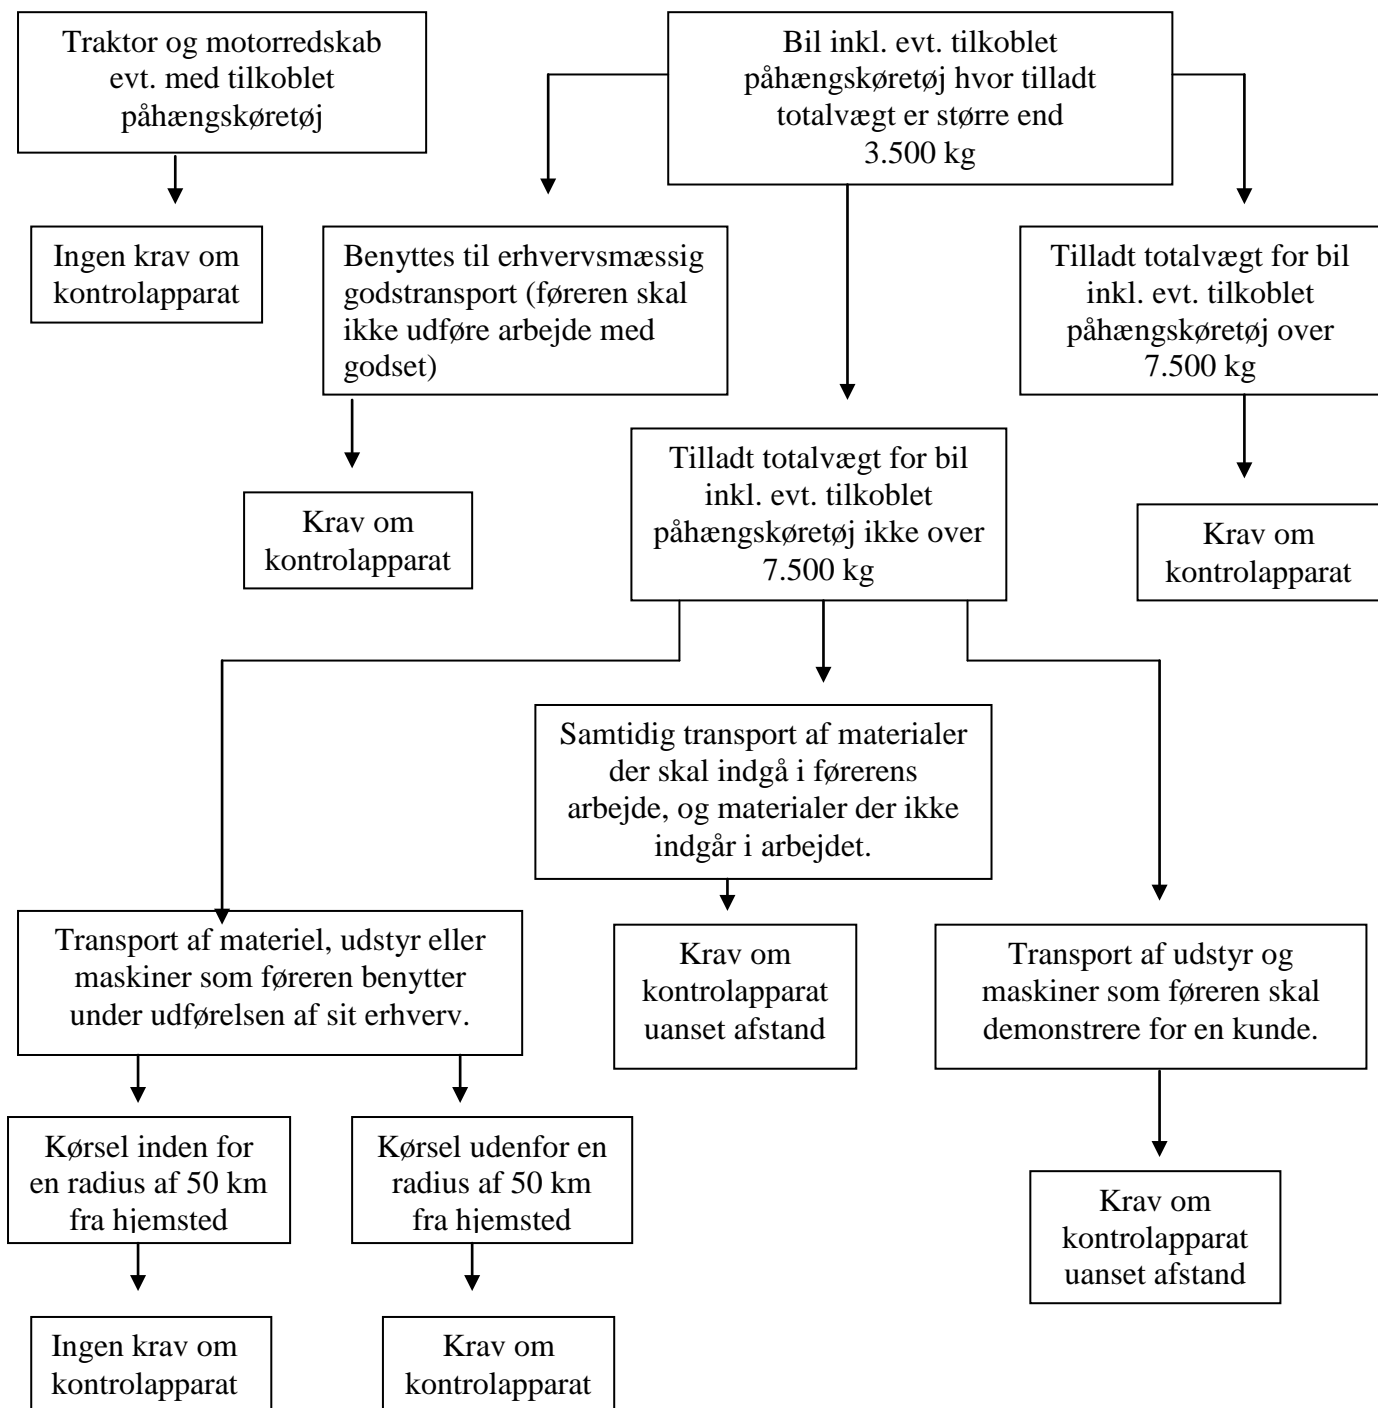 Traktor og motorredskab
evt. med tilkoblet
påhængskøretøj
Bil inkl. evt. tilkoblet
påhængskøretøj hvor tilladt
totalvægt er større end
3.500 kg
Ingen krav om
kontrolapparat
Benyttes til erhvervsmæssig
godstransport (føreren skal
ikke udføre arbejde med
godset)
Tilladt totalvægt for bil
inkl. evt. tilkoblet
påhængskøretøj over
7.500 kg
Krav om
kontrolapparat
Tilladt totalvægt for bil
inkl. evt. tilkoblet
påhængskøretøj ikke over
7.500 kg
Krav om
kontrolapparat
Samtidig transport af materialer
der skal indgå i førerens
arbejde, og materialer der ikke
indgår i arbejdet.
Transport af materiel, udstyr eller
maskiner som føreren benytter
under udførelsen af sit erhverv.
Krav om
kontrolapparat
uanset afstand
Transport af udstyr og
maskiner som føreren skal
demonstrere for en kunde.
Kørsel inden for
en radius af 50 km
fra hjemsted
Kørsel udenfor en
radius af 50 km
fra hjemsted
Krav om
kontrolapparat
uanset afstand
Ingen krav om
kontrolapparat
Krav om
kontrolapparat